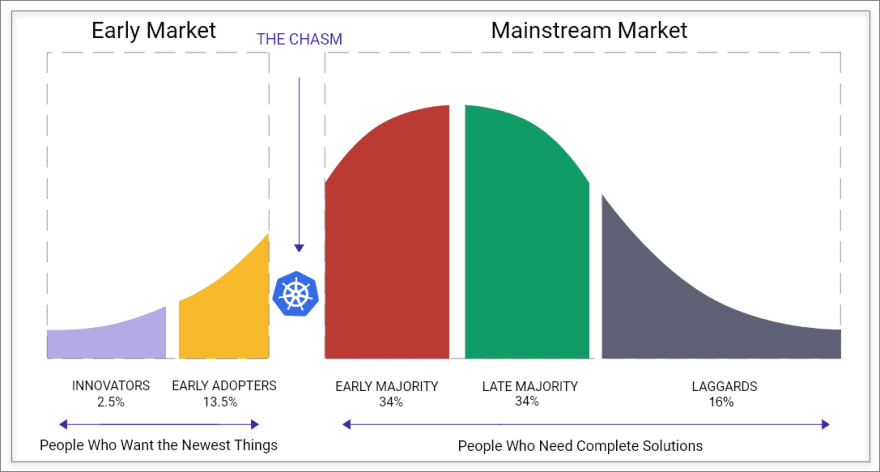 Early Market
THE CHASM
Mainstream Market
INNOVATORS
2.5%
EARLY ADOPTERS
13.5%
EARLY MAJORITY
34%
LATE MAJORITY
34%
LAGGARDS
16%
People Who Want the Newest Things
People Who Need Complete Solutions